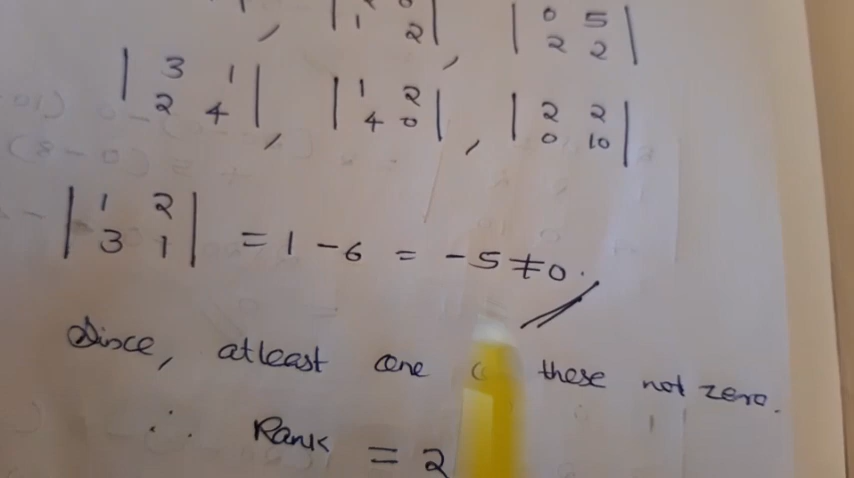 1 2 | , | 0 5
2 2 |
| 3 1
2 4 | , | 1 2
4 0 | , | 2 2
0 10 |
| 1 2
3 1 | = 1 - 6 = -5 ≠ 0.
Since, atleast one these not zero.
∴ Rank = 2